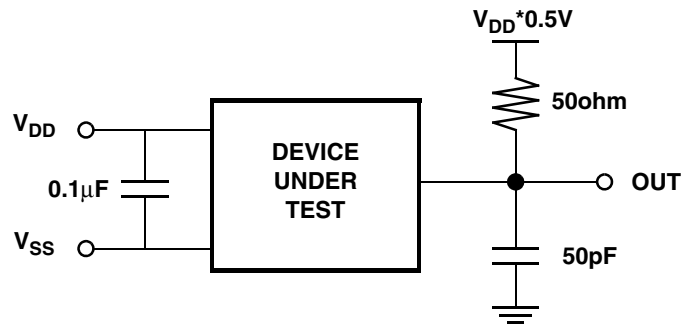 V_DD*0.5V
50ohm
V_DD
0.1μF
V_SS
DEVICE
UNDER
TEST
OUT
50pF